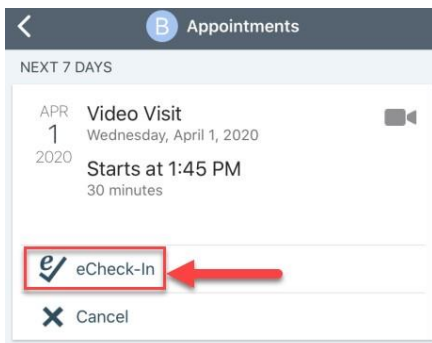 B Appointments
NEXT 7 DAYS
APR
1
2020
Video Visit
Wednesday, April 1, 2020
Starts at 1:45 PM
30 minutes
eCheck-In
Cancel